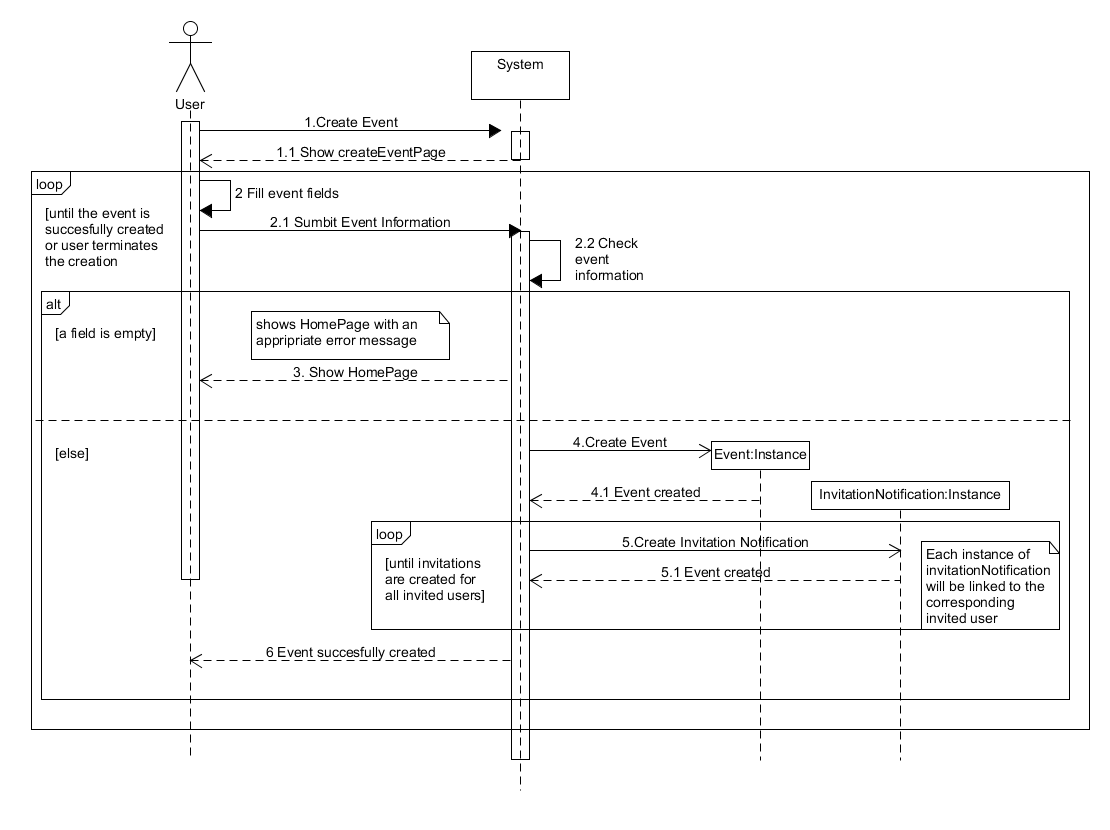 User
System
1.Create Event
1.1 Show createEventPage
loop
[until the event is
succesfully created
or user terminates
the creation
2 Fill event fields
2.1 Sumbit Event Information
2.2 Check
event
information
alt
[a field is empty]
shows HomePage with an
appripriate error message
3. Show HomePage
[else]
4.Create Event
Event:Instance
4.1 Event created
InvitationNotification:Instance
loop
[until invitations
are created for
all invited users]
5.Create Invitation Notification
5.1 Event created
Each instance of
invitationNotification
will be linked to the
corresponding
invited user
6 Event succesfully created